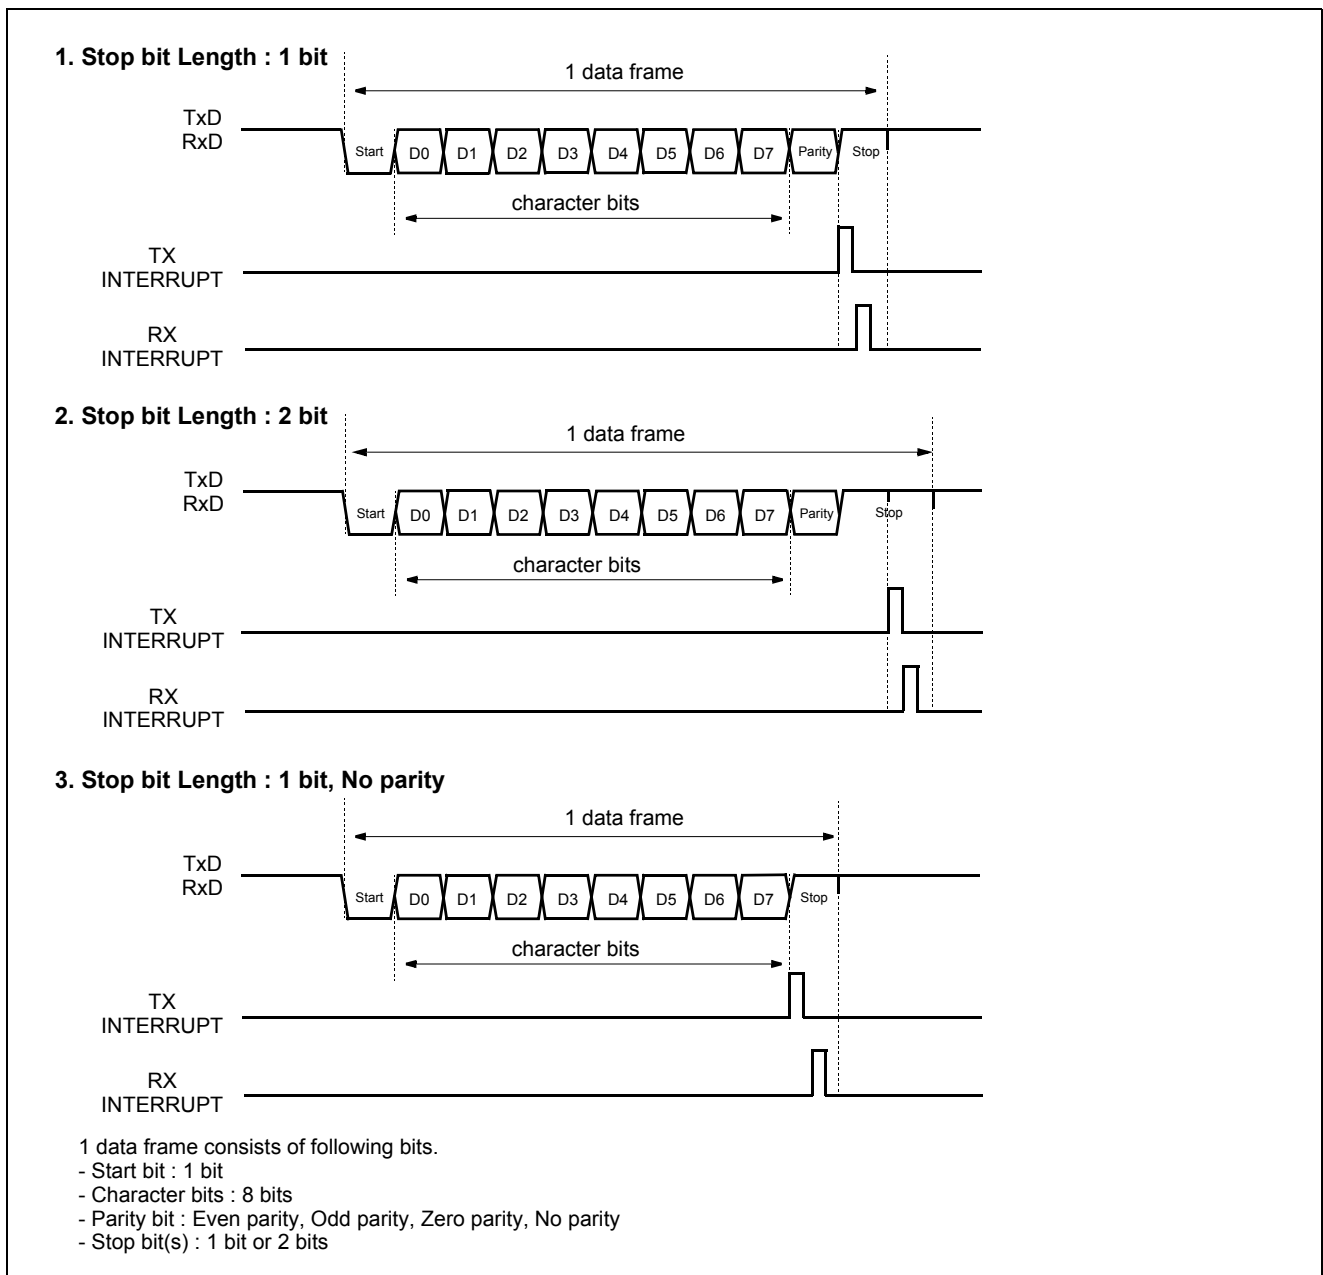 1. Stop bit Length : 1 bit
1 data frame
TxD
RxD
Start D0 D1 D2 D3 D4 D5 D6 D7 Parity Stop
character bits
TX
INTERRUPT
RX
INTERRUPT
2. Stop bit Length : 2 bit
1 data frame
TxD
RxD
Start D0 D1 D2 D3 D4 D5 D6 D7 Parity Stop
character bits
TX
INTERRUPT
RX
INTERRUPT
3. Stop bit Length : 1 bit, No parity
1 data frame
TxD
RxD
Start D0 D1 D2 D3 D4 D5 D6 D7 Stop
character bits
TX
INTERRUPT
RX
INTERRUPT
1 data frame consists of following bits.
- Start bit : 1 bit
- Character bits : 8 bits
- Parity bit : Even parity, Odd parity, Zero parity, No parity
- Stop bit(s) : 1 bit or 2 bits